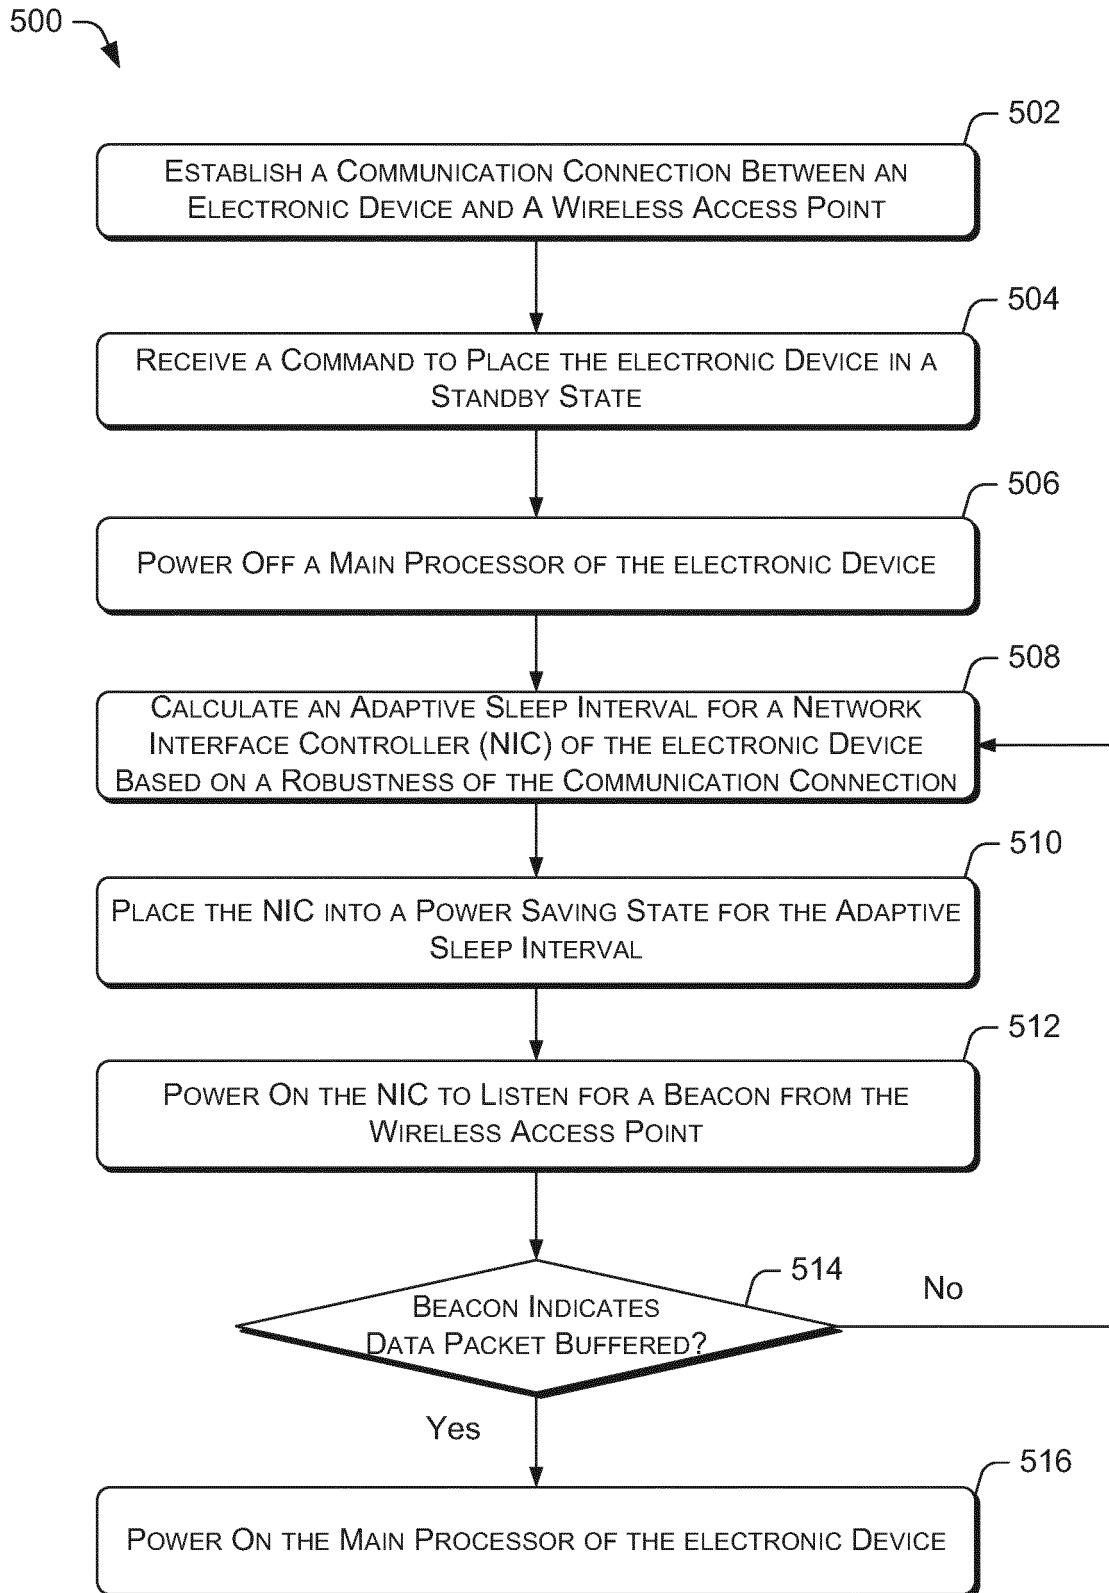 500
502
ESTABLISH A COMMUNICATION CONNECTION BETWEEN AN
ELECTRONIC DEVICE AND A WIRELESS ACCESS POINT
504
RECEIVE A COMMAND TO PLACE THE ELECTRONIC DEVICE IN A
STANDBY STATE
506
POWER OFF A MAIN PROCESSOR OF THE ELECTRONIC DEVICE
508
CALCULATE AN ADAPTIVE SLEEP INTERVAL FOR A NETWORK
INTERFACE CONTROLLER (NIC) OF THE ELECTRONIC DEVICE
BASED ON A ROBUSTNESS OF THE COMMUNICATION CONNECTION
510
PLACE THE NIC INTO A POWER SAVING STATE FOR THE ADAPTIVE
SLEEP INTERVAL
512
POWER ON THE NIC TO LISTEN FOR A BEACON FROM THE
WIRELESS ACCESS POINT
514
No
BEACON INDICATES
DATA PACKET BUFFERED?
Yes
516
POWER ON THE MAIN PROCESSOR OF THE ELECTRONIC DEVICE